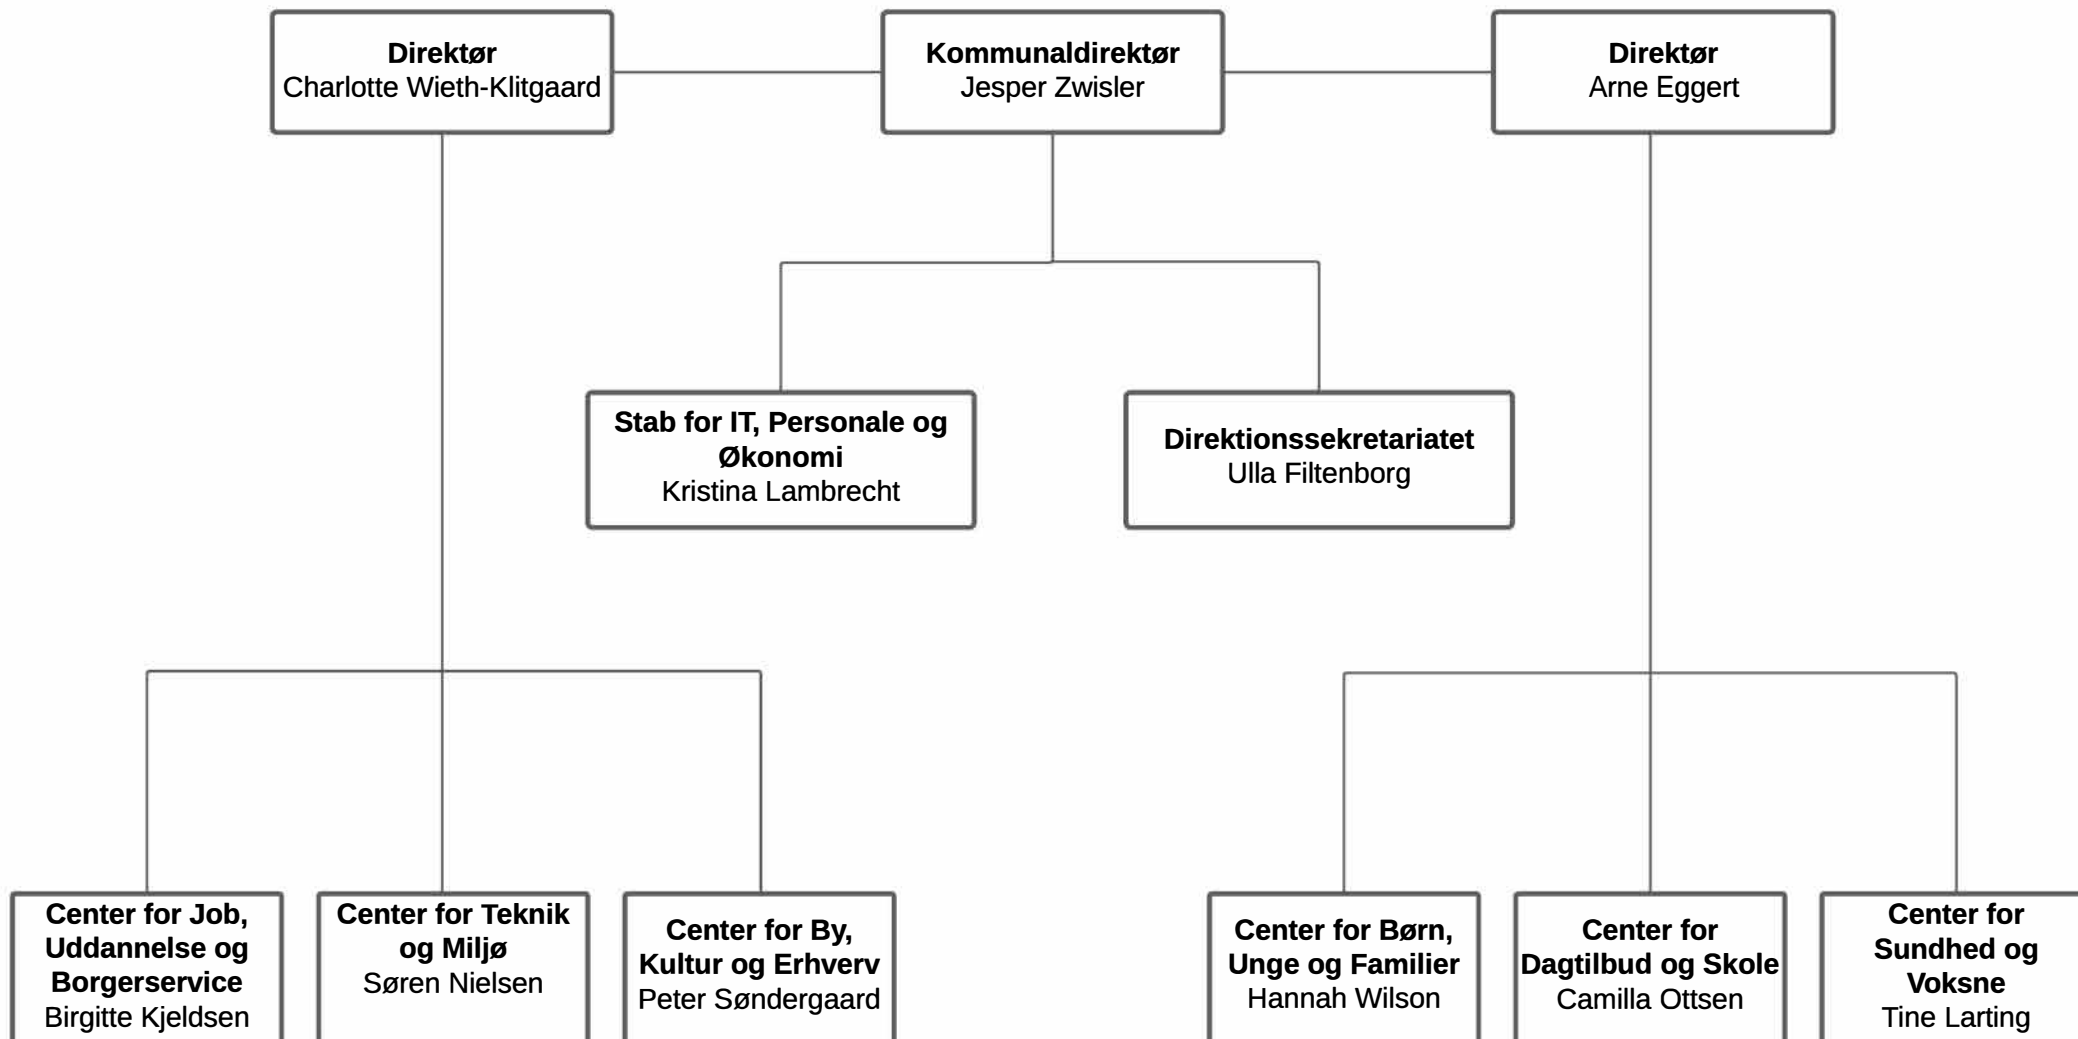 Direktør
Charlotte Wieth-Klitgaard
Kommunaldirektør
Jesper Zwisler
Direktør
Arne Eggert
Stab for IT, Personale og
Økonomi
Kristina Lambrecht
Direktionssekretariatet
Ulla Filtenborg
Center for Job,
Uddannelse og
Borgerservice
Birgitte Kjeldsen
Center for Teknik
og Miljø
Søren Nielsen
Center for By,
Kultur og Erhverv
Peter Søndergaard
Center for Børn,
Unge og Familier
Hannah Wilson
Center for
Dagtilbud og Skole
Camilla Ottsen
Center for
Sundhed og
Voksne
Tine Larting